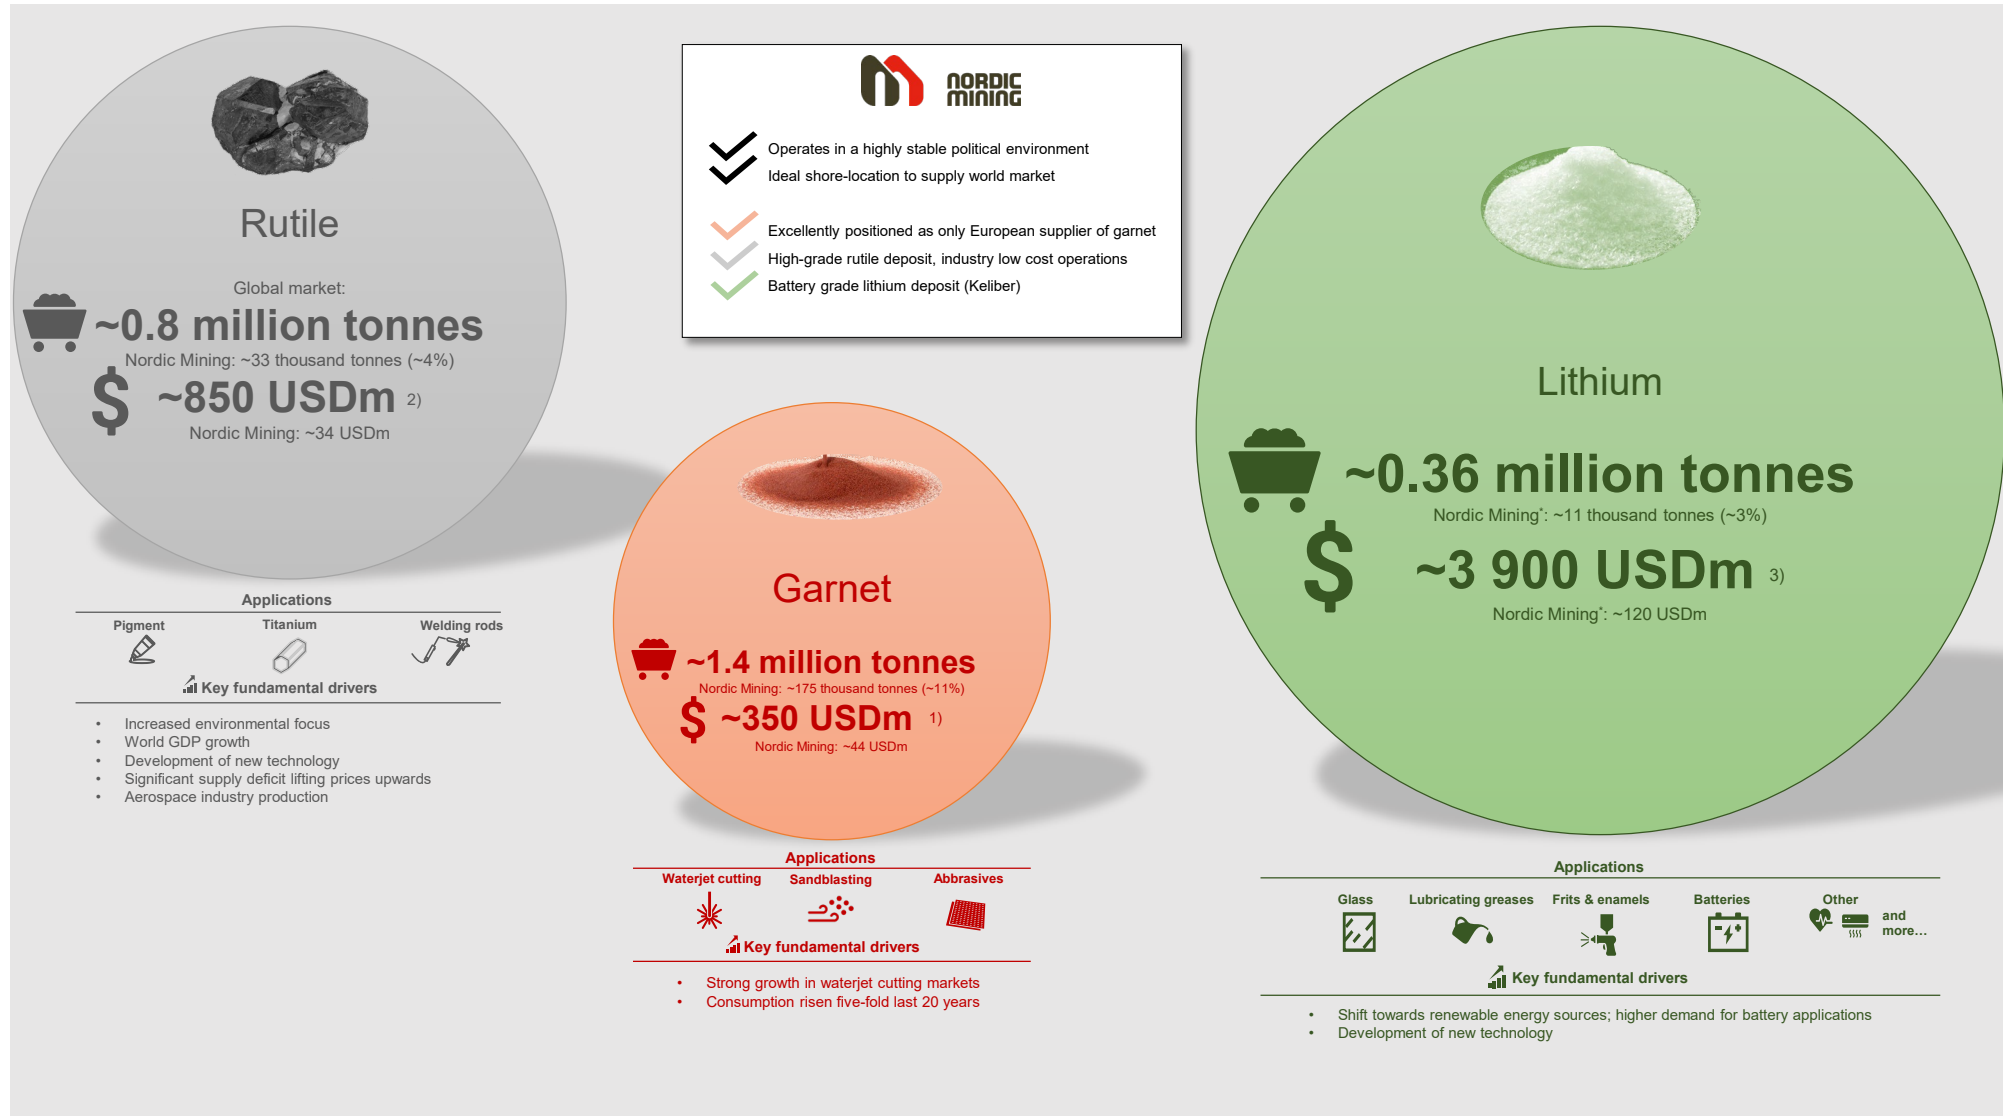 NORDIC
MINING
Operates in a highly stable political environment
Ideal shore-location to supply world market
Excellently positioned as only European supplier of garnet
High-grade rutile deposit, industry low cost operations
Battery grade lithium deposit (Keliber)
Rutile
Global market:
~0.8 million tonnes
Nordic Mining: ~33 thousand tonnes (~4%)
$ ~850 USDm 2)
Nordic Mining: ~34 USDm
Applications
Pigment Titanium Welding rods
Key fundamental drivers
• Increased environmental focus
• World GDP growth
• Development of new technology
• Significant supply deficit lifting prices upwards
• Aerospace industry production
Garnet
~1.4 million tonnes
Nordic Mining: ~175 thousand tonnes (~11%)
$ ~350 USDm 1)
Nordic Mining: ~44 USDm
Applications
Waterjet cutting Sandblasting Abbrasives
Key fundamental drivers
• Strong growth in waterjet cutting markets
• Consumption risen five-fold last 20 years
Lithium
~0.36 million tonnes
Nordic Mining*: ~11 thousand tonnes (~3%)
$ ~3 900 USDm 3)
Nordic Mining*: ~120 USDm
Applications
Glass Lubricating greases Frits & enamels Batteries Other
and
more...
Key fundamental drivers
• Shift towards renewable energy sources; higher demand for battery applications
• Development of new technology